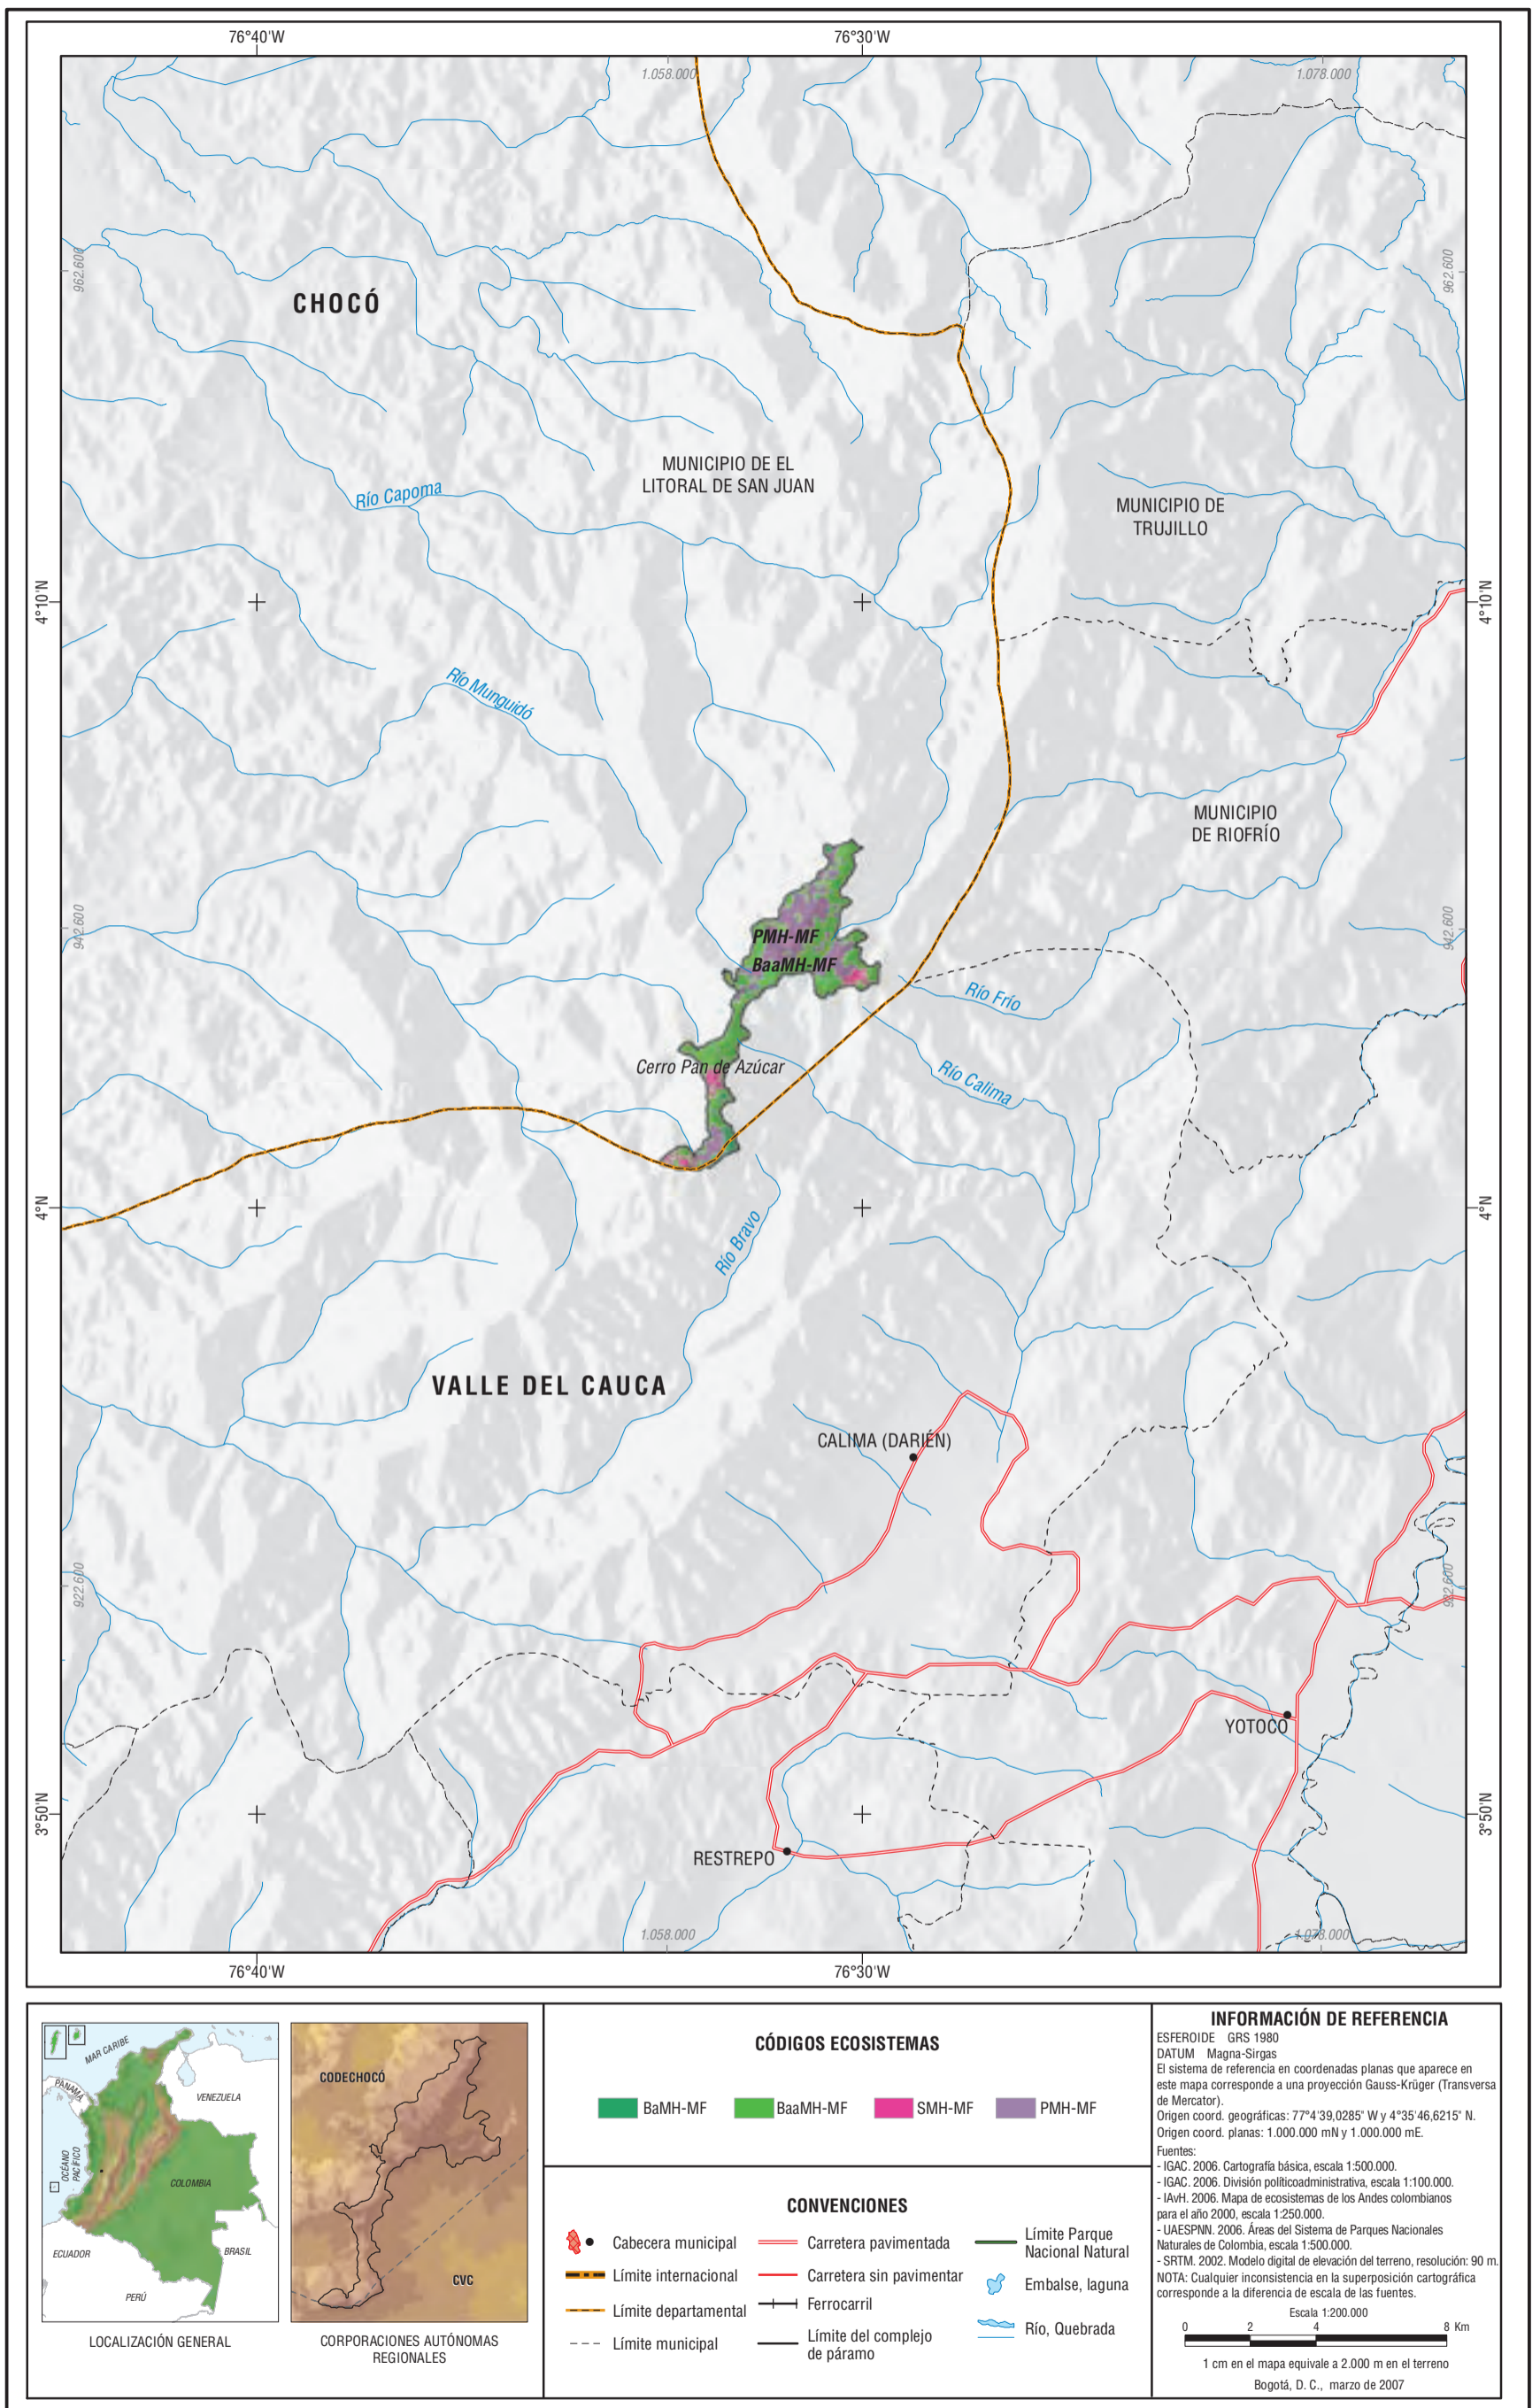 76°40'W
76°30'W
1.058.000
1.078.000
962.600
962.600
CHOCÓ
MUNICIPIO DE EL
LITORAL DE SAN JUAN
Río Capoma
MUNICIPIO DE
TRUJILLO
4°10'N
4°10'N
Río Munguidó
MUNICIPIO
DE RIOFRÍO
942.600
942.600
PMH-MF
BaaMH-MF
Río Frío
Cerro Pan de Azúcar
Río Calima
4°N
4°N
Río Bravo
VALLE DEL CAUCA
CALIMA (DARIÉN)
922.600
922.600
YOTOCO
3°50'N
3°50'N
RESTREPO
1.058.000
1.078.000
76°40'W
76°30'W
MAR CARIBE
PANAMÁ
VENEZUELA
OCÉANO
PACÍFICO
COLOMBIA
ECUADOR
BRASIL
PERÚ
LOCALIZACIÓN GENERAL
CODECHOCÓ
CVC
CORPORACIONES AUTÓNOMAS
REGIONALES
CÓDIGOS ECOSISTEMAS
BaMH-MF
BaaMH-MF
SMH-MF
PMH-MF
CONVENCIONES
Cabecera municipal
Límite internacional
Límite departamental
Límite municipal
Carretera pavimentada
Carretera sin pavimentar
Ferrocarril
Límite del complejo
de páramo
Límite Parque
Nacional Natural
Embalse, laguna
Río, Quebrada
INFORMACIÓN DE REFERENCIA
ESFEROIDE GRS 1980
DATUM Magna-Sirgas
El sistema de referencia en coordenadas planas que aparece en
este mapa corresponde a una proyección Gauss-Krüger (Transversa
de Mercator).
Origen coord. geográficas: 77°4'39,0285" W y 4°35'46,6215" N.
Origen coord. planas: 1.000.000 mN y 1.000.000 mE.
Fuentes:
- IGAC. 2006. Cartografía básica, escala 1:500.000.
- IGAC. 2006. División políticoadministrativa, escala 1:100.000.
- IAvH. 2006. Mapa de ecosistemas de los Andes colombianos
para el año 2000, escala 1:250.000.
- UAESPNN. 2006. Áreas del Sistema de Parques Nacionales
Naturales de Colombia, escala 1:500.000.
- SRTM. 2002. Modelo digital de elevación del terreno, resolución: 90 m.
NOTA: Cualquier inconsistencia en la superposición cartográfica
corresponde a la diferencia de escala de las fuentes.
Escala 1:200.000
0 2 4 8 Km
1 cm en el mapa equivale a 2.000 m en el terreno
Bogotá, D. C., marzo de 2007